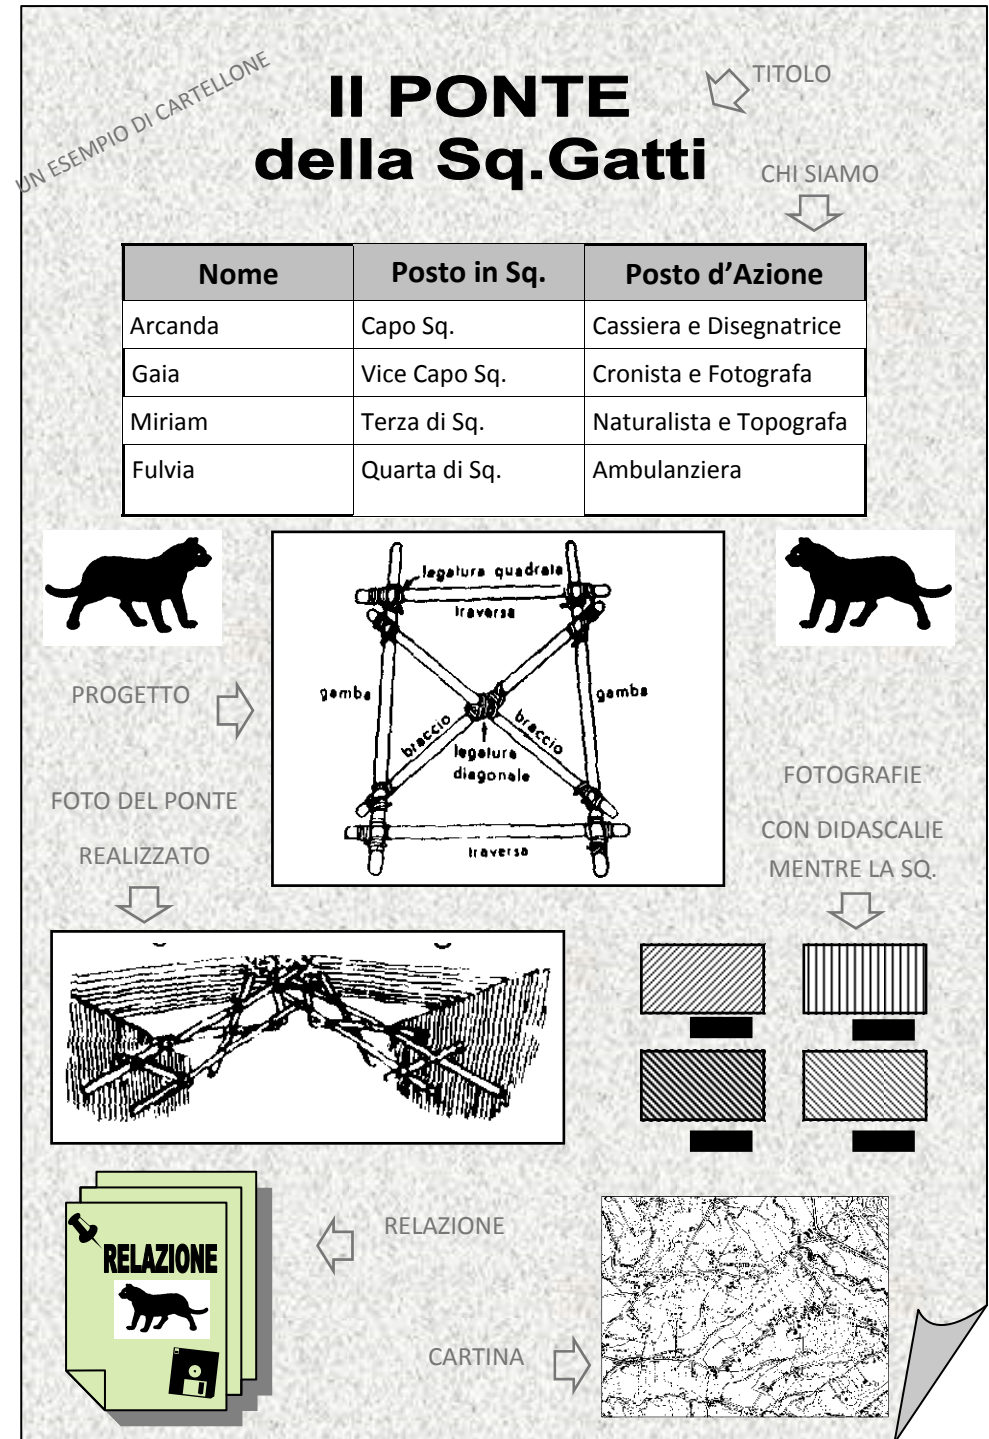 UN ESEMPIO DI CARTELLONE
Il PONTE
della Sq.Gatti
TITOLO
CHI SIAMO
Nome Posto in Sq. Posto d’Azione
Arcanda Capo Sq. Cassiera e Disegnatrice
Gaia Vice Capo Sq. Cronista e Fotografa
Miriam Terza di Sq. Naturalista e Topografa
Fulvia Quarta di Sq. Ambulanziera
legatura quadrata
traversa
PROGETTO
gamba
gamba
braccio
braccio
legatura
diagonale
traversa
FOTO DEL PONTE
REALIZZATO
FOTOGRAFIE
CON DIDASCALIE
MENTRE LA SQ.
RELAZIONE
RELAZIONE
CARTINA